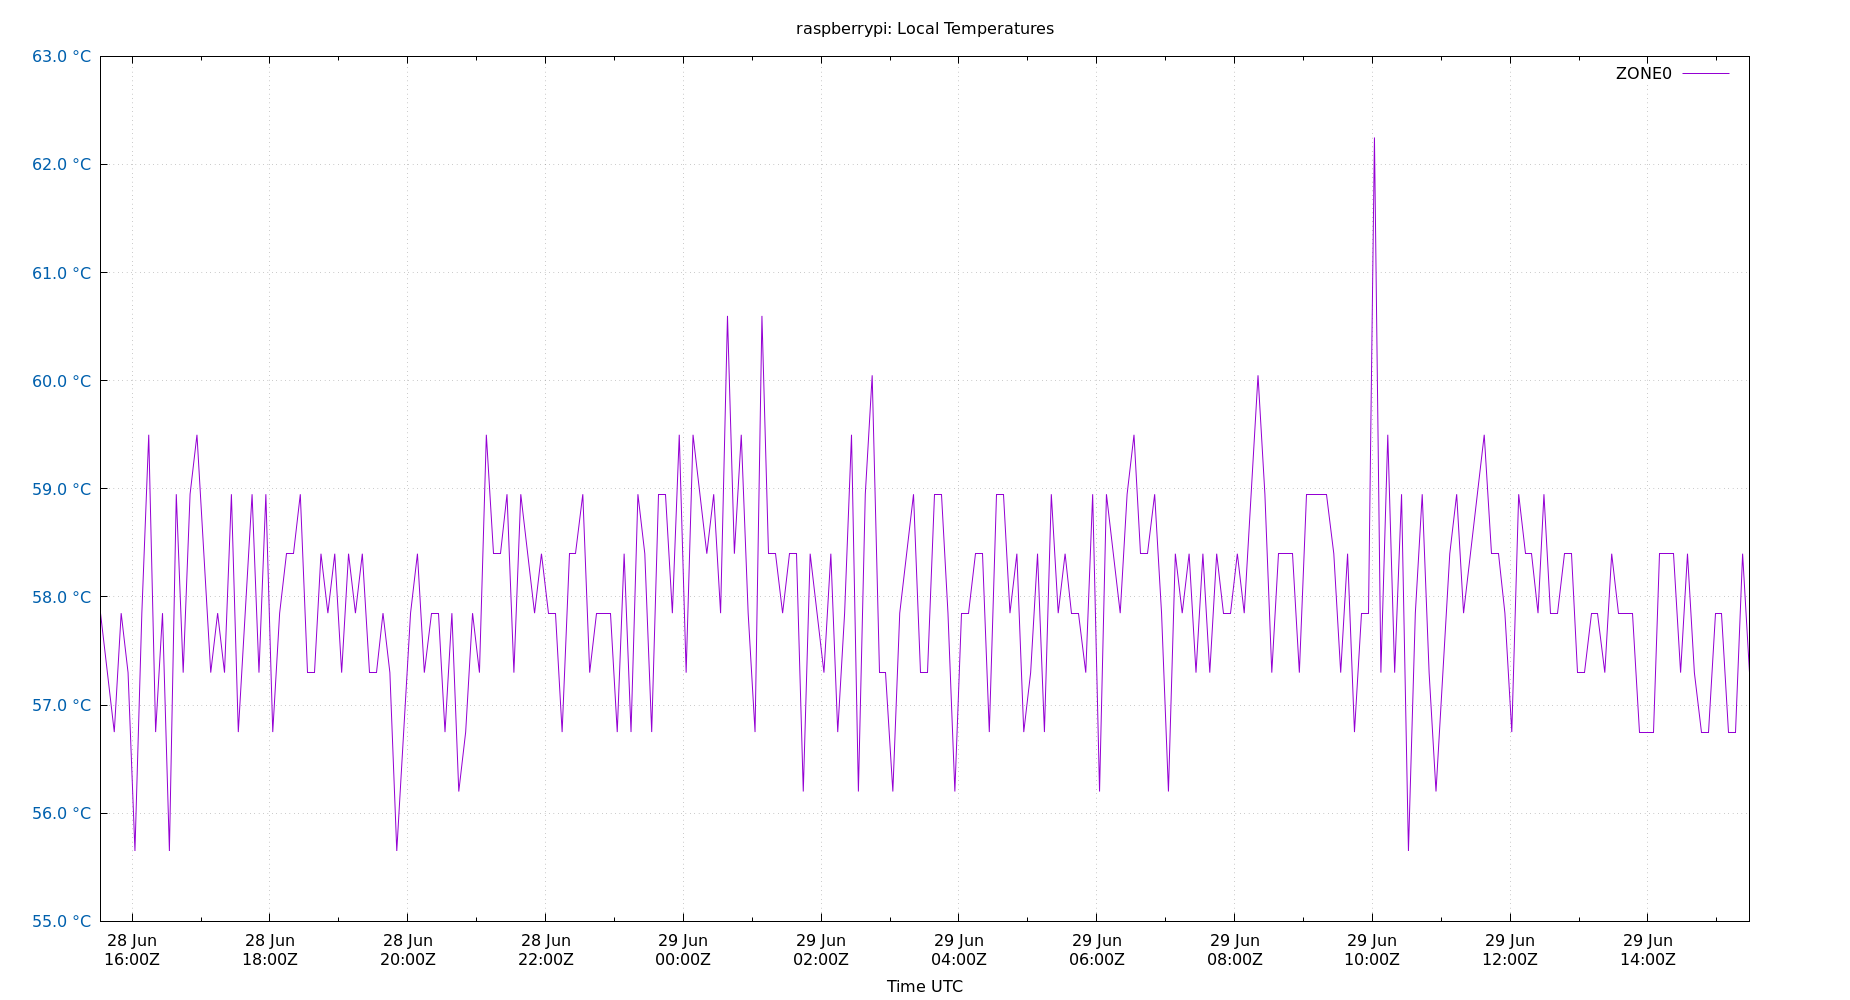 raspberrypi: Local Temperatures
63.0 °C
ZONE0
62.0 °C
61.0 °C
60.0 °C
59.0 °C
58.0 °C
57.0 °C
56.0 °C
55.0 °C
28 Jun 28 Jun 28 Jun 28 Jun 29 Jun 29 Jun 29 Jun 29 Jun 29 Jun 29 Jun 29 Jun 29 Jun
16:00Z 18:00Z 20:00Z 22:00Z 00:00Z 02:00Z 04:00Z 06:00Z 08:00Z 10:00Z 12:00Z 14:00Z
Time UTC